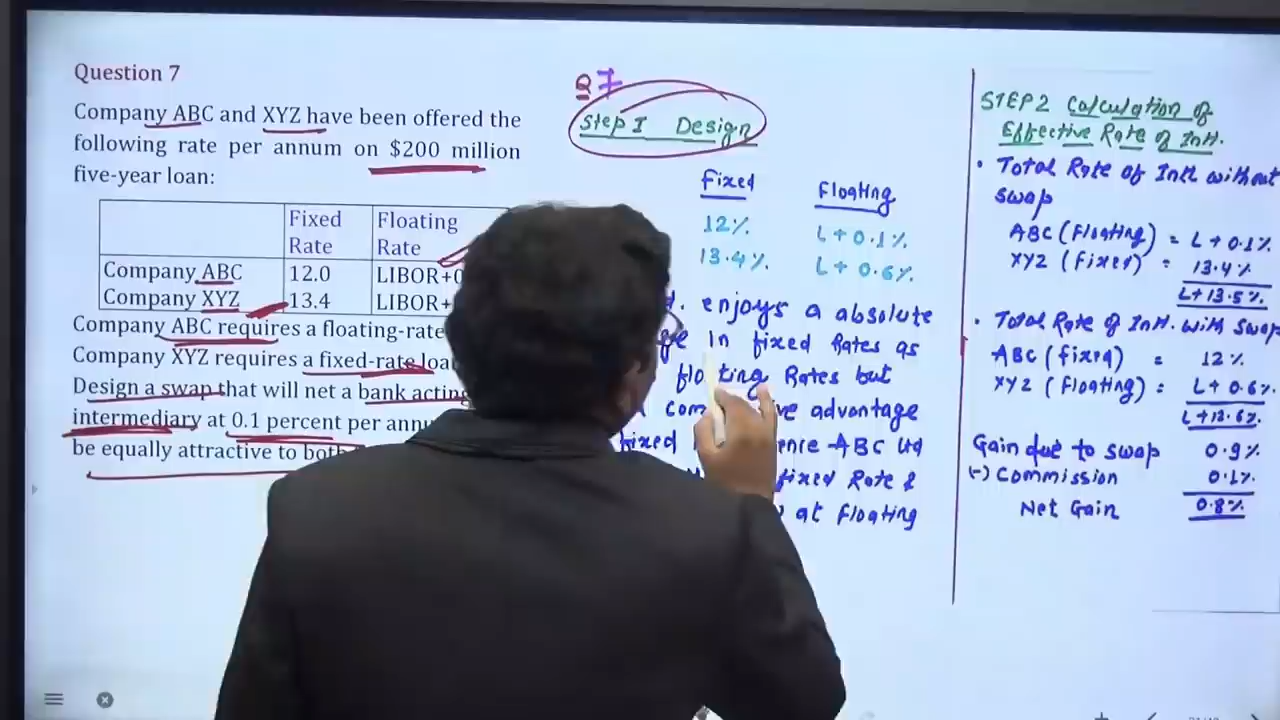 Question 7
Company ABC and XYZ have been offered the
following rate per annum on $200 million
five-year loan:
Fixed Rate
Floating Rate
Company ABC 12.0 LIBOR+0
Company XYZ 13.4 LIBOR+
Company ABC requires a floating-rate
Company XYZ requires a fixed-rate
Design a swap that will net a bank acting
intermediary at 0.1 percent per
be equally attractive to
Q 7
Step I Design
Fixed Floating
12% L+0.1%
13.4% L+0.6%
enjoys a absolute
in fixed Rates as
Rates but
advantage
fixed ABC Ltd
fixed Rate &
at Floating
STEP 2 Calculation of
Effective Rate of Intt.
• Total Rate of Intt. without
swap
ABC (Floating) = L+0.1%
XYZ (Fixed) = 13.4%
L+13.5%
• Total Rate of Intt. with swap
ABC (fixed) = 12%
XYZ (Floating) = L+0.6%
L+12.6%
Gain due to swap 0.9%
(-) Commission 0.1%
Net Gain 0.8%